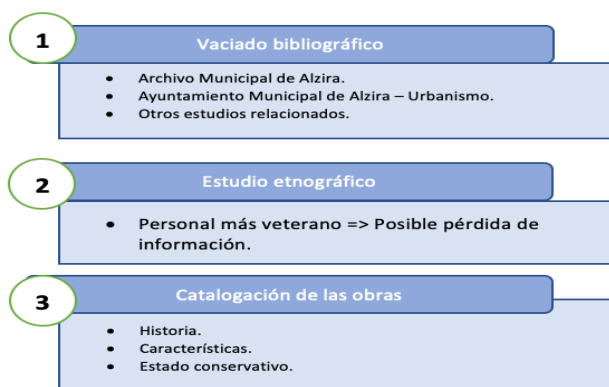 1
Vaciado bibliográfico
• Archivo Municipal de Alzira.
• Ayuntamiento Municipal de Alzira – Urbanismo.
• Otros estudios relacionados.
2
Estudio etnográfico
• Personal más veterano => Posible pérdida de
información.
3
Catalogación de las obras
• Historia.
• Características.
• Estado conservativo.